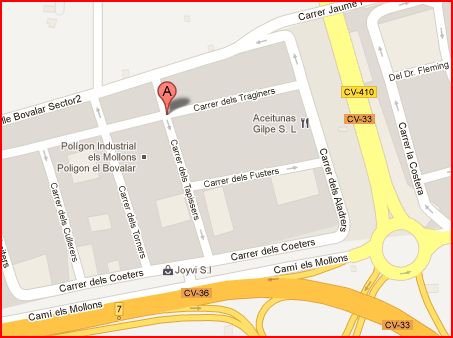 Carrer Jaume
lle Bovalar Sector2
A
Carrer dels Traginers
Del Dr. Fleming
CV-410
CV-33
Aceitunas
Gilpe S. L
Polígon Industrial
els Mollons
Poligon el Bovalar
Carrer la Costera
Carrer dels Fusters
Carrer dels Tapissers
Carrer dels Aladrers
Carrer dels Cullerers
Carrer dels Torners
Carrer dels Coeters
Camí els Mollons
Joyvi S.l
Carrer dels Coeters
CV-36
Camí els Mollons
7
CV-33